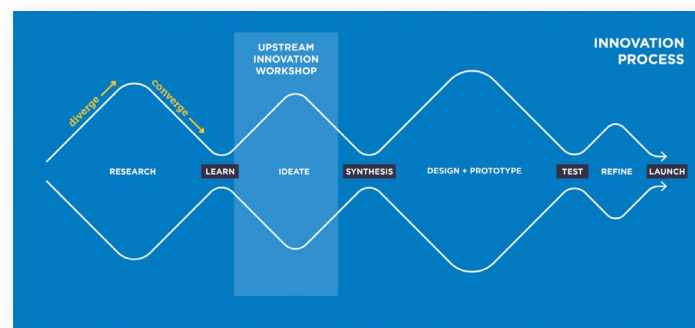 UPSTREAM
INNOVATION
WORKSHOP
INNOVATION
PROCESS
diverge
converge
RESEARCH
LEARN
IDEATE
SYNTHESIS
DESIGN + PROTOTYPE
TEST
REFINE
LAUNCH